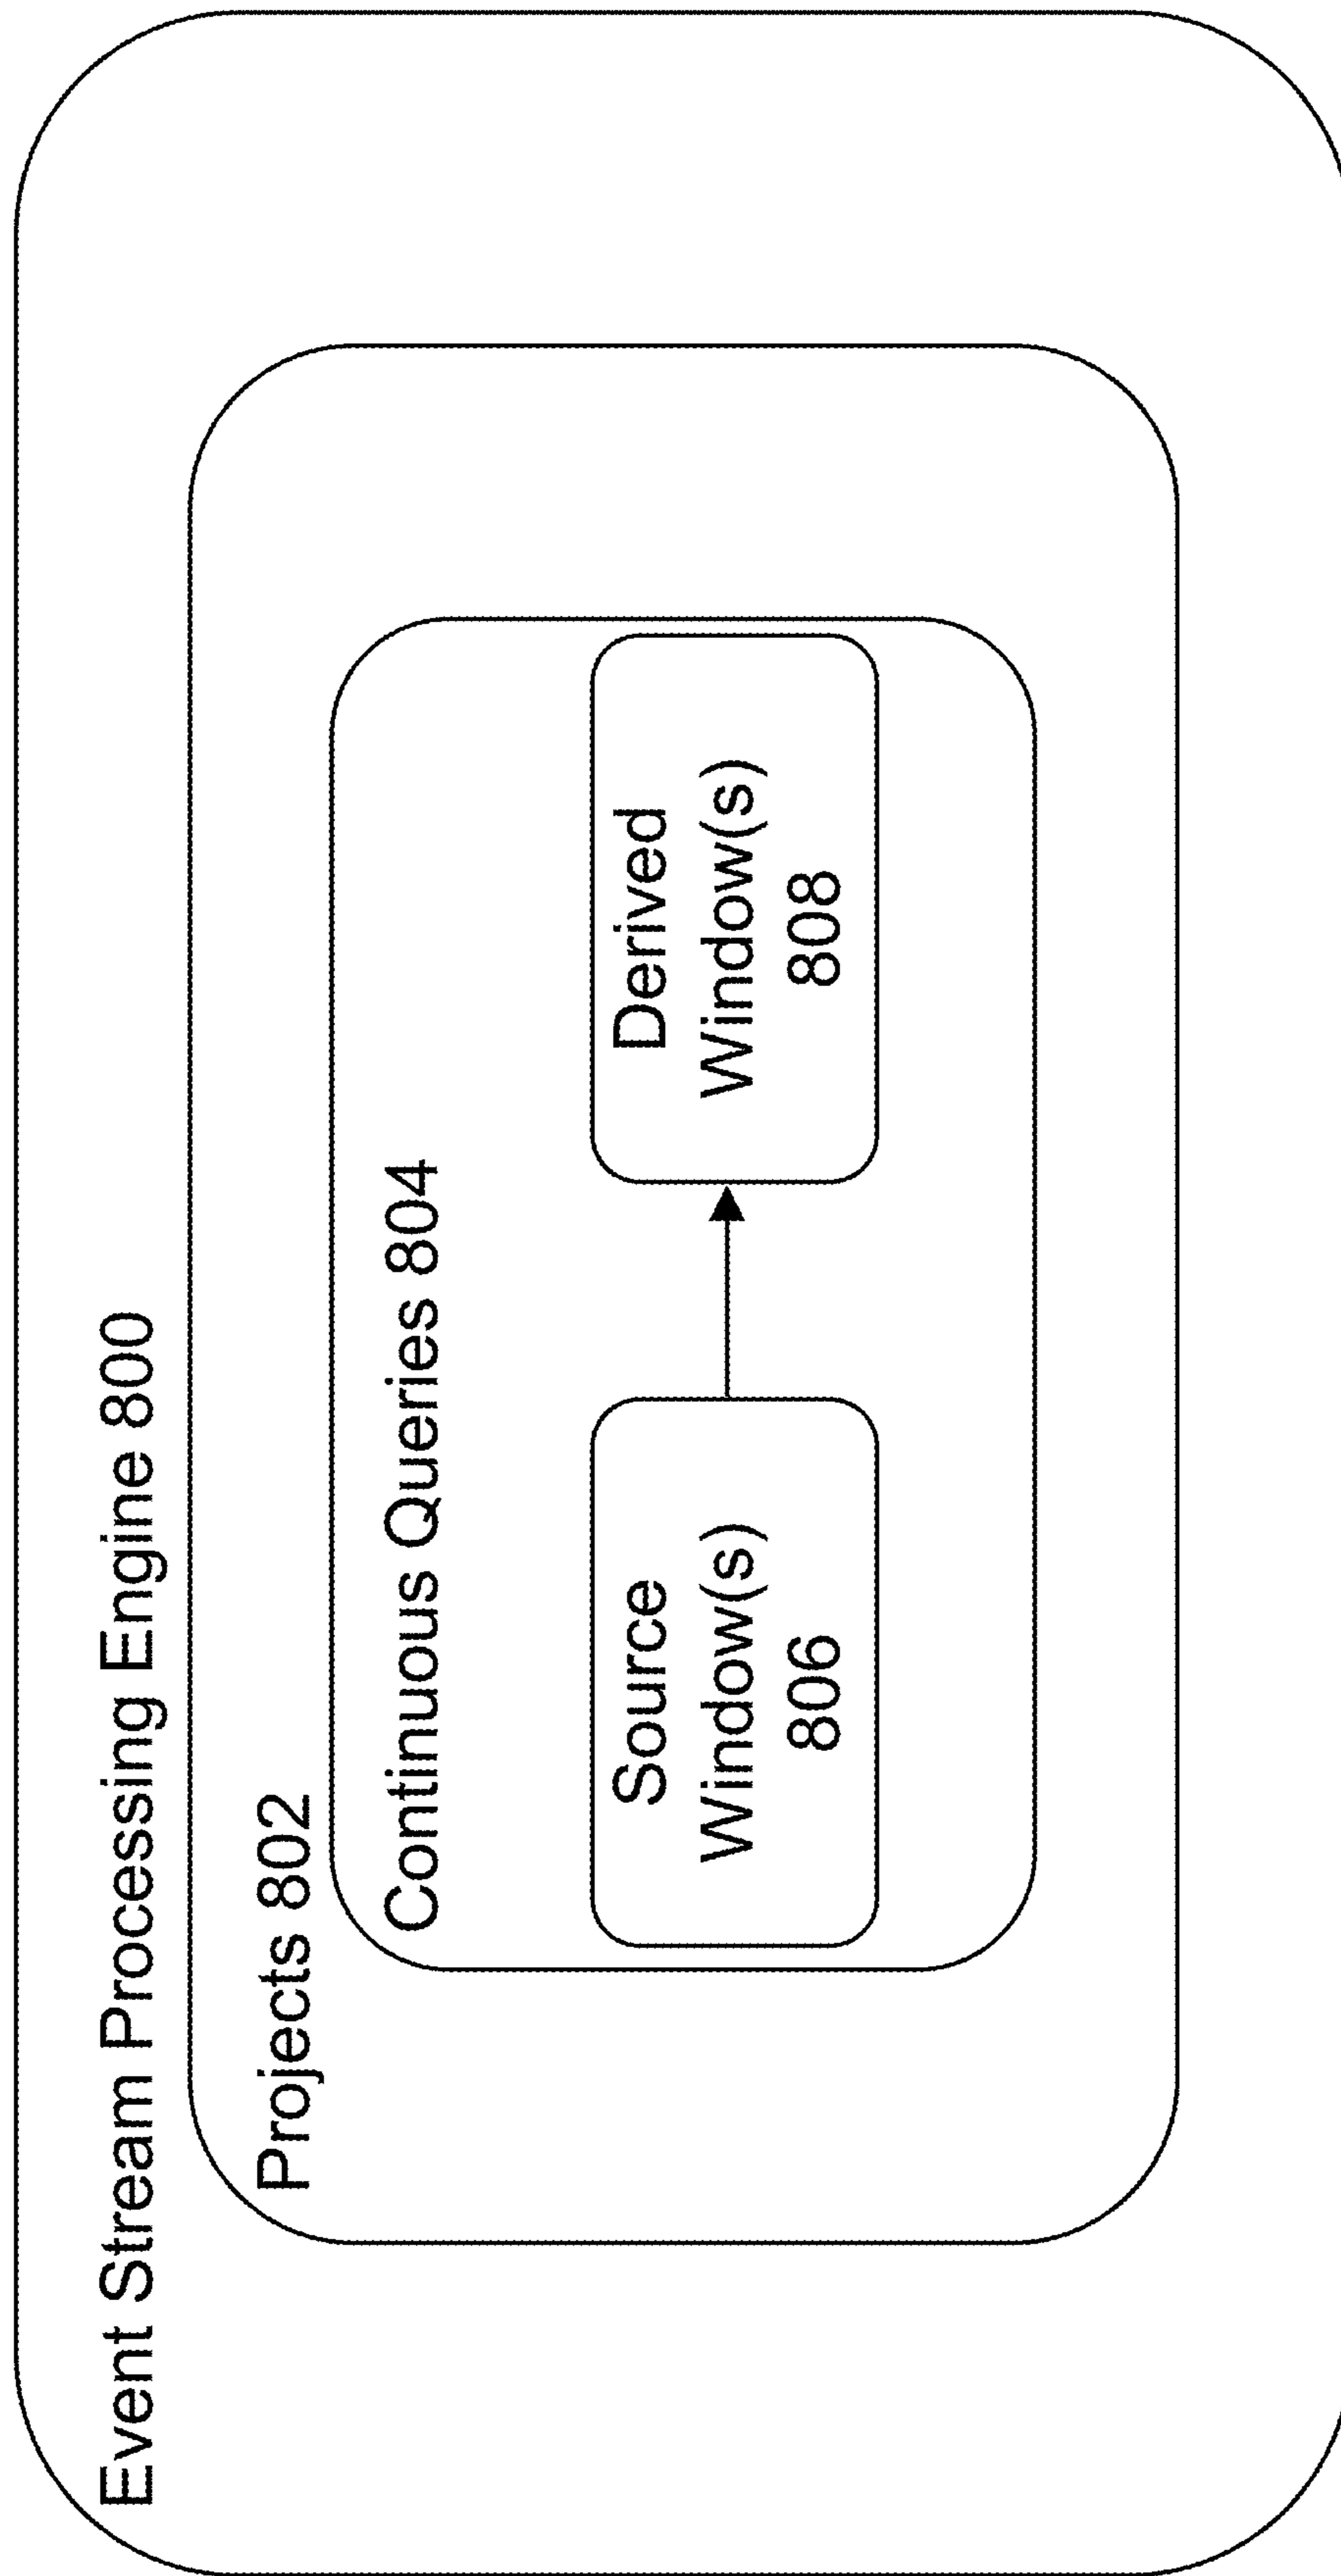 Event Stream Processing Engine 800
Projects 802
Continuous Queries 804
Source
Window(s)
806
Derived
Window(s)
808